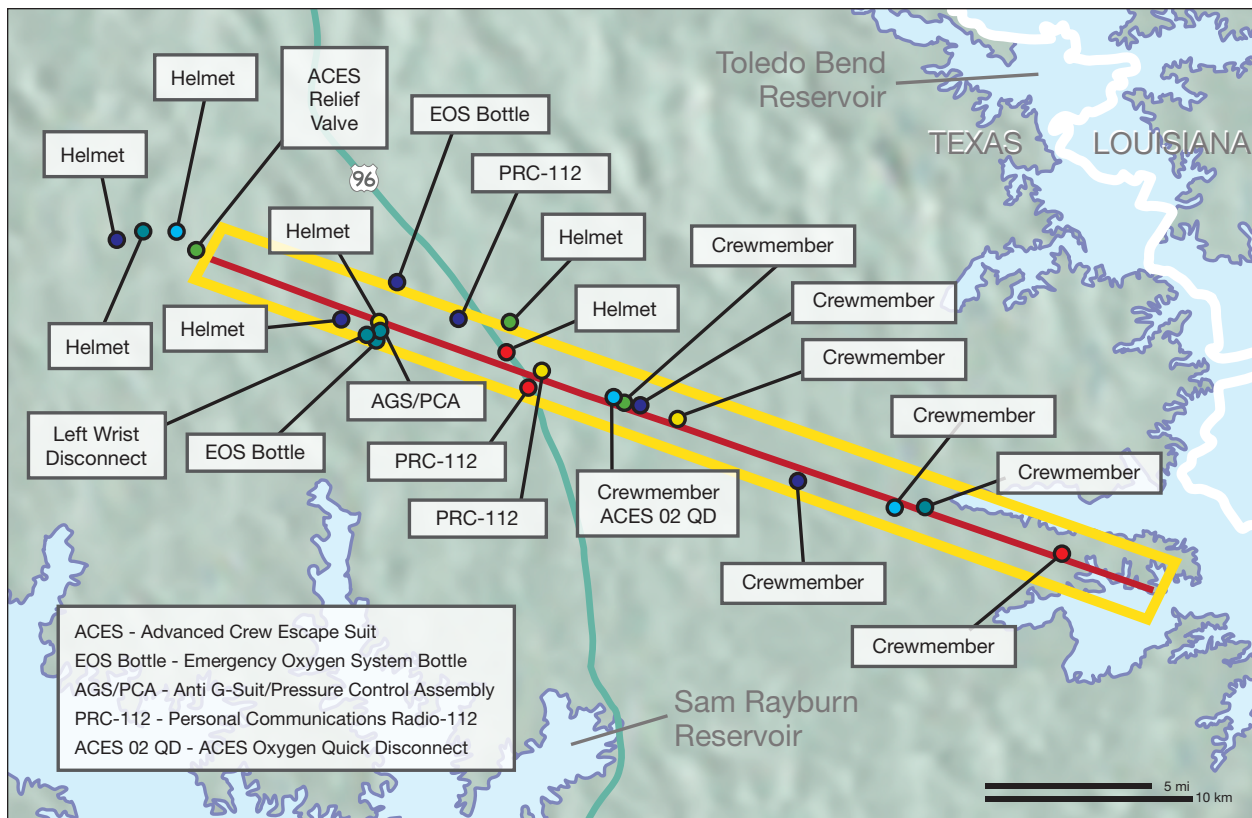 Toledo Bend
Reservoir
TEXAS
LOUISIANA
Helmet
ACES
Relief
Valve
Helmet
EOS Bottle
PRC-112
96
Helmet
Helmet
Crewmember
Helmet
Helmet
Crewmember
Helmet
Crewmember
AGS/PCA
Left Wrist
Disconnect
EOS Bottle
PRC-112
PRC-112
Crewmember
ACES 02 QD
Crewmember
Crewmember
Crewmember
Crewmember
ACES - Advanced Crew Escape Suit
EOS Bottle - Emergency Oxygen System Bottle
AGS/PCA - Anti G-Suit/Pressure Control Assembly
PRC-112 - Personal Communications Radio-112
ACES 02 QD - ACES Oxygen Quick Disconnect
Sam Rayburn
Reservoir
5 mi
10 km